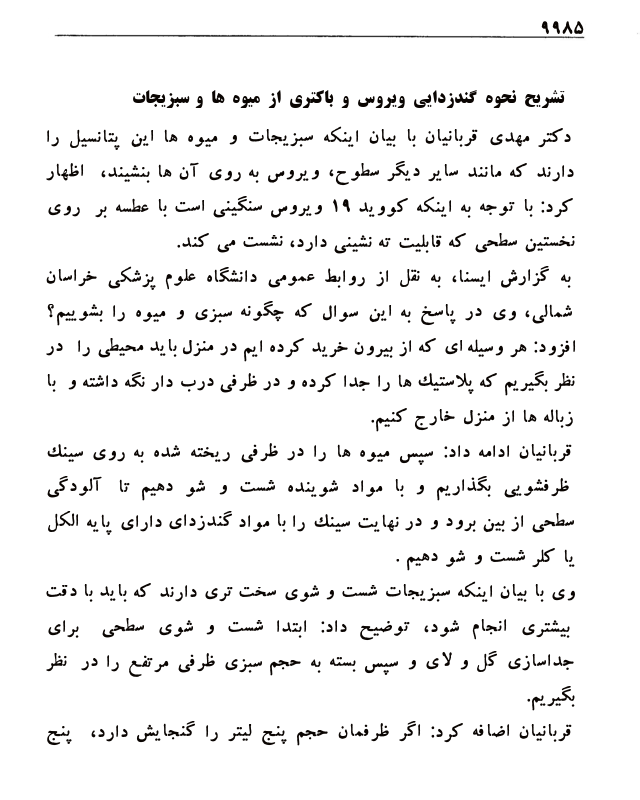 ۹۹۸۵
تشریح نحوه گندزدایی ویروس و باکتری از میوه ها و سبزیجات
دکتر مهدی قربانیان با بیان اینکه سبزیجات و میوه ها این پتانسیل را
دارند که مانند سایر دیگر سطوح، ویروس به روی آن ها بنشیند، اظهار
کرد: با توجه به اینکه کووید ۱۹ ویروس سنگینی است با عطسه بر روی
نخستین سطحی که قابلیت ته نشینی دارد، نشست می کند.
به گزارش ایسنا، به نقل از روابط عمومی دانشگاه علوم پزشکی خراسان
شمالی، وی در پاسخ به این سوال که چگونه سبزی و میوه را بشوییم؟
افزود: هر وسیله ای که از بیرون خرید کرده ایم در منزل باید محیطی را در
نظر بگیریم که پلاستیك ها را جدا کرده و در ظرفی درب دار نگه داشته و با
زباله ها از منزل خارج کنیم.
قربانیان ادامه داد: سپس میوه ها را در ظرفی ریخته شده به روی سینك
ظرفشویی بگذاریم و با مواد شوینده شست و شو دهیم تا آلودگی
سطحی از بین برود و در نهایت سینك را با مواد گندزدای دارای پایه الکل
یا کلر شست و شو دهیم .
وی با بیان اینکه سبزیجات شست و شوی سخت تری دارند که باید با دقت
بیشتری انجام شود، توضیح داد: ابتدا شست و شوی سطحی برای
جداسازی گل و لای و سپس بسته به حجم سبزی ظرفی مرتفع را در نظر
بگیریم.
قربانیان اضافه کرد: اگر ظرفمان حجم پنج لیتر را گنجایش دارد، پنج